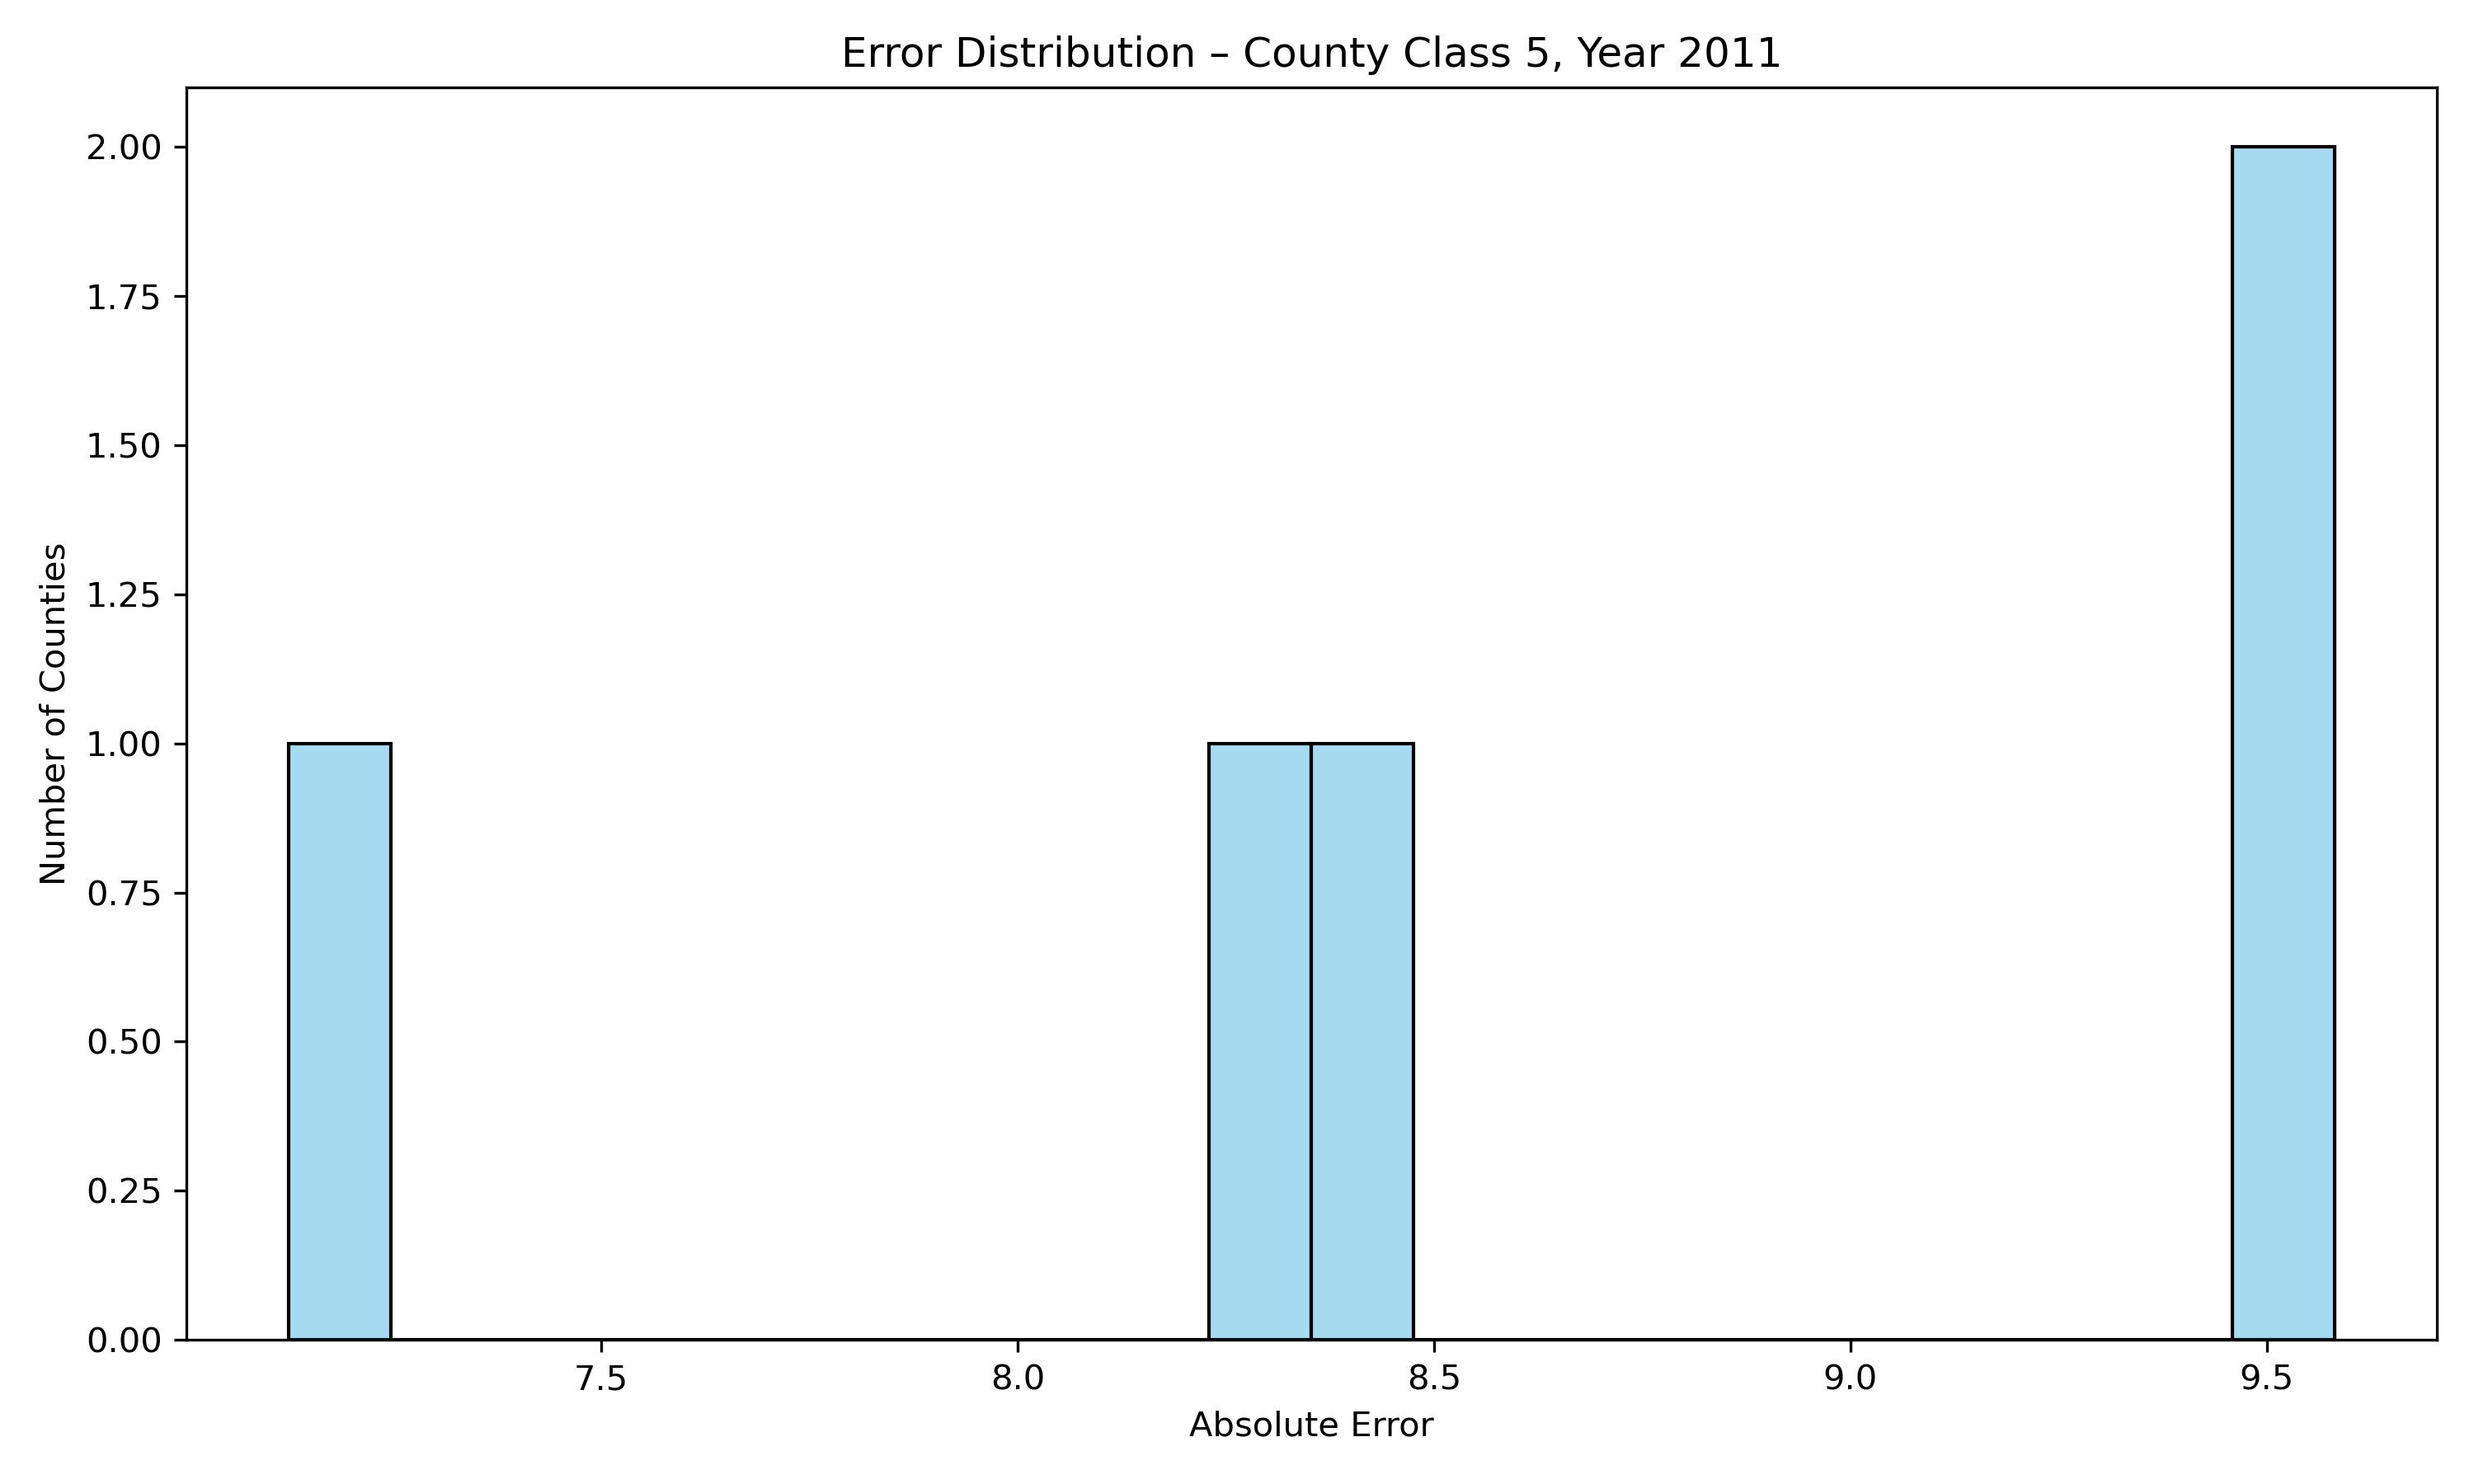 Error Distribution – County Class 5, Year 2011
Number of Counties
2.00
1.75
1.50
1.25
1.00
0.75
0.50
0.25
0.00
7.5 8.0 8.5 9.0 9.5
Absolute Error